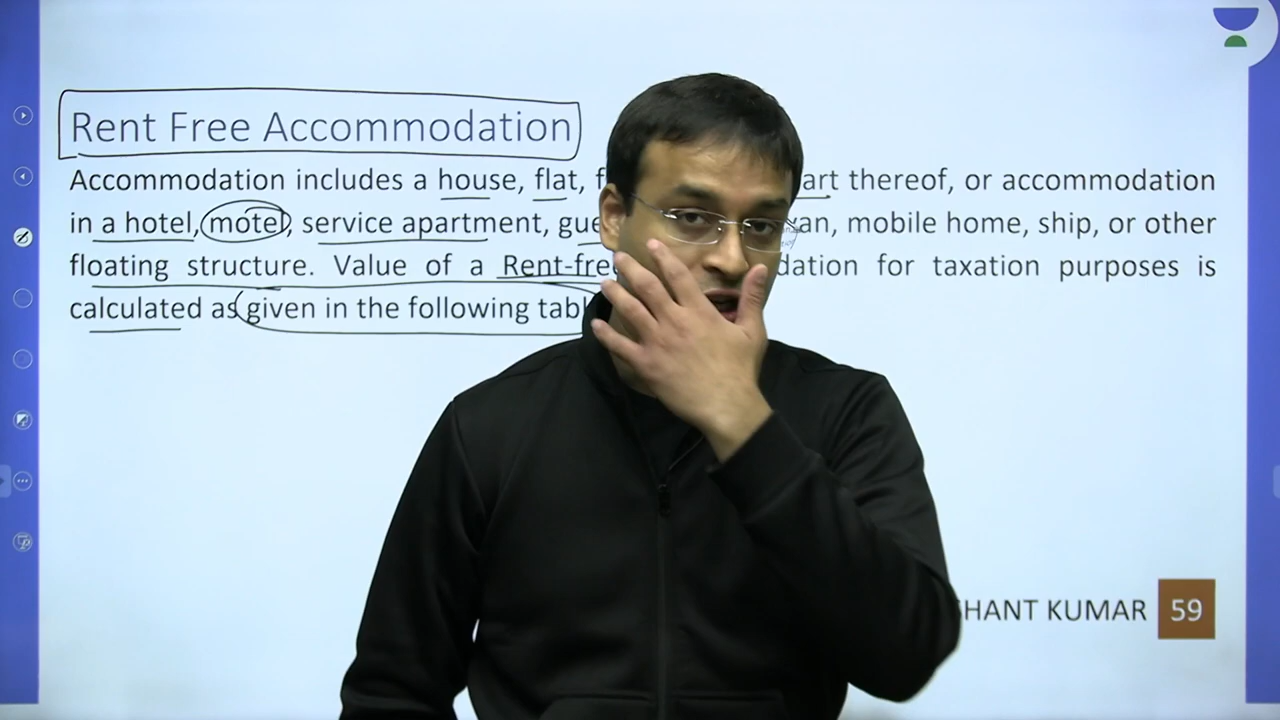 Rent Free Accommodation
Accommodation includes a house, flat, art thereof, or accommodation
in a hotel, motel, service apartment, gue an, mobile home, ship, or other
floating structure. Value of a Rent-free dation for taxation purposes is
calculated as given in the following tab
SHANT KUMAR 59